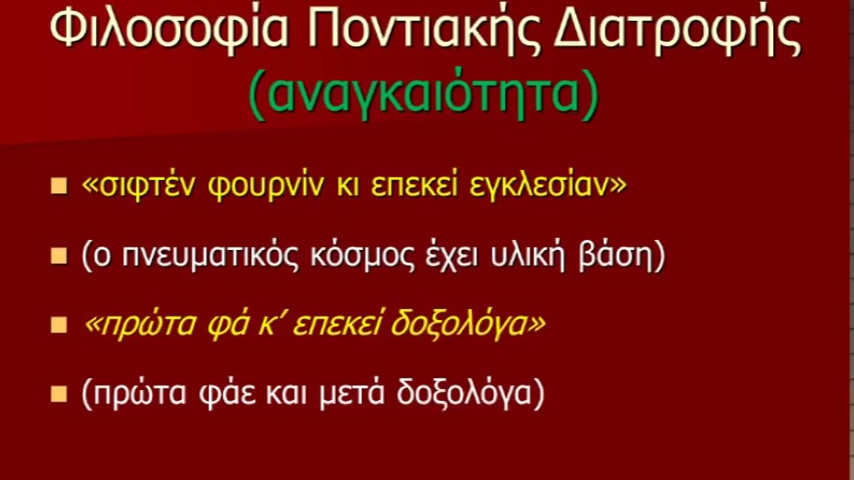 Φιλοσοφία Ποντιακής Διατροφής
(αναγκαιότητα)
«σιφτέν φουρνίν κι επεκεί εγκλεσίαν»
(ο πνευματικός κόσμος έχει υλική βάση)
«πρώτα φά κ’ επεκεί δοξολόγα»
(πρώτα φάε και μετά δοξολόγα)